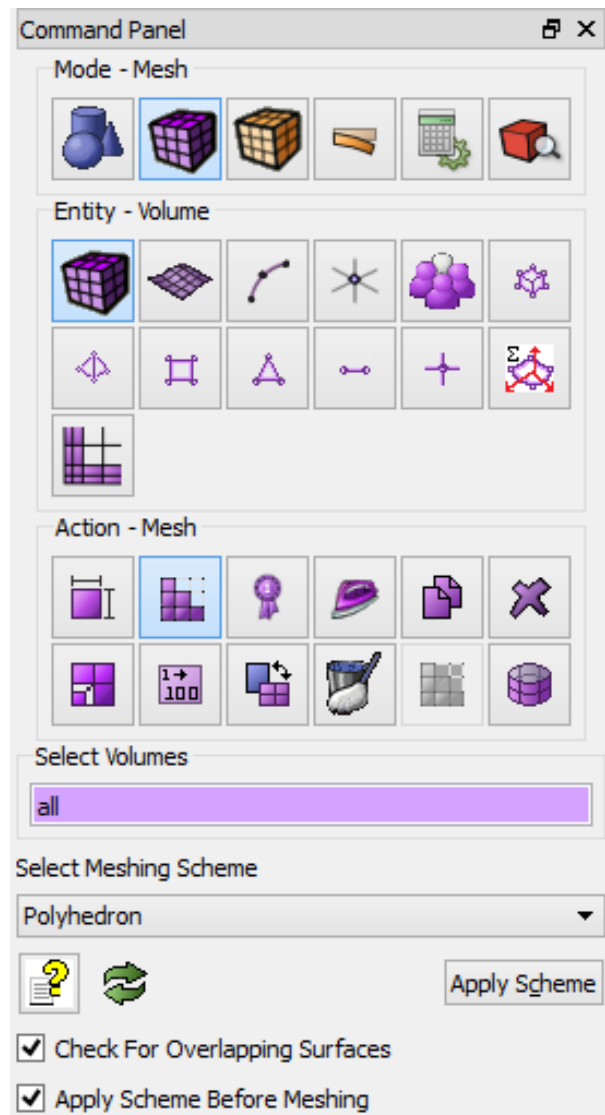 Command Panel
Mode - Mesh
Entity - Volume
Σ
Action - Mesh
1→
100
Select Volumes
all
Select Meshing Scheme
Polyhedron
?
Apply Scheme
Check For Overlapping Surfaces
Apply Scheme Before Meshing